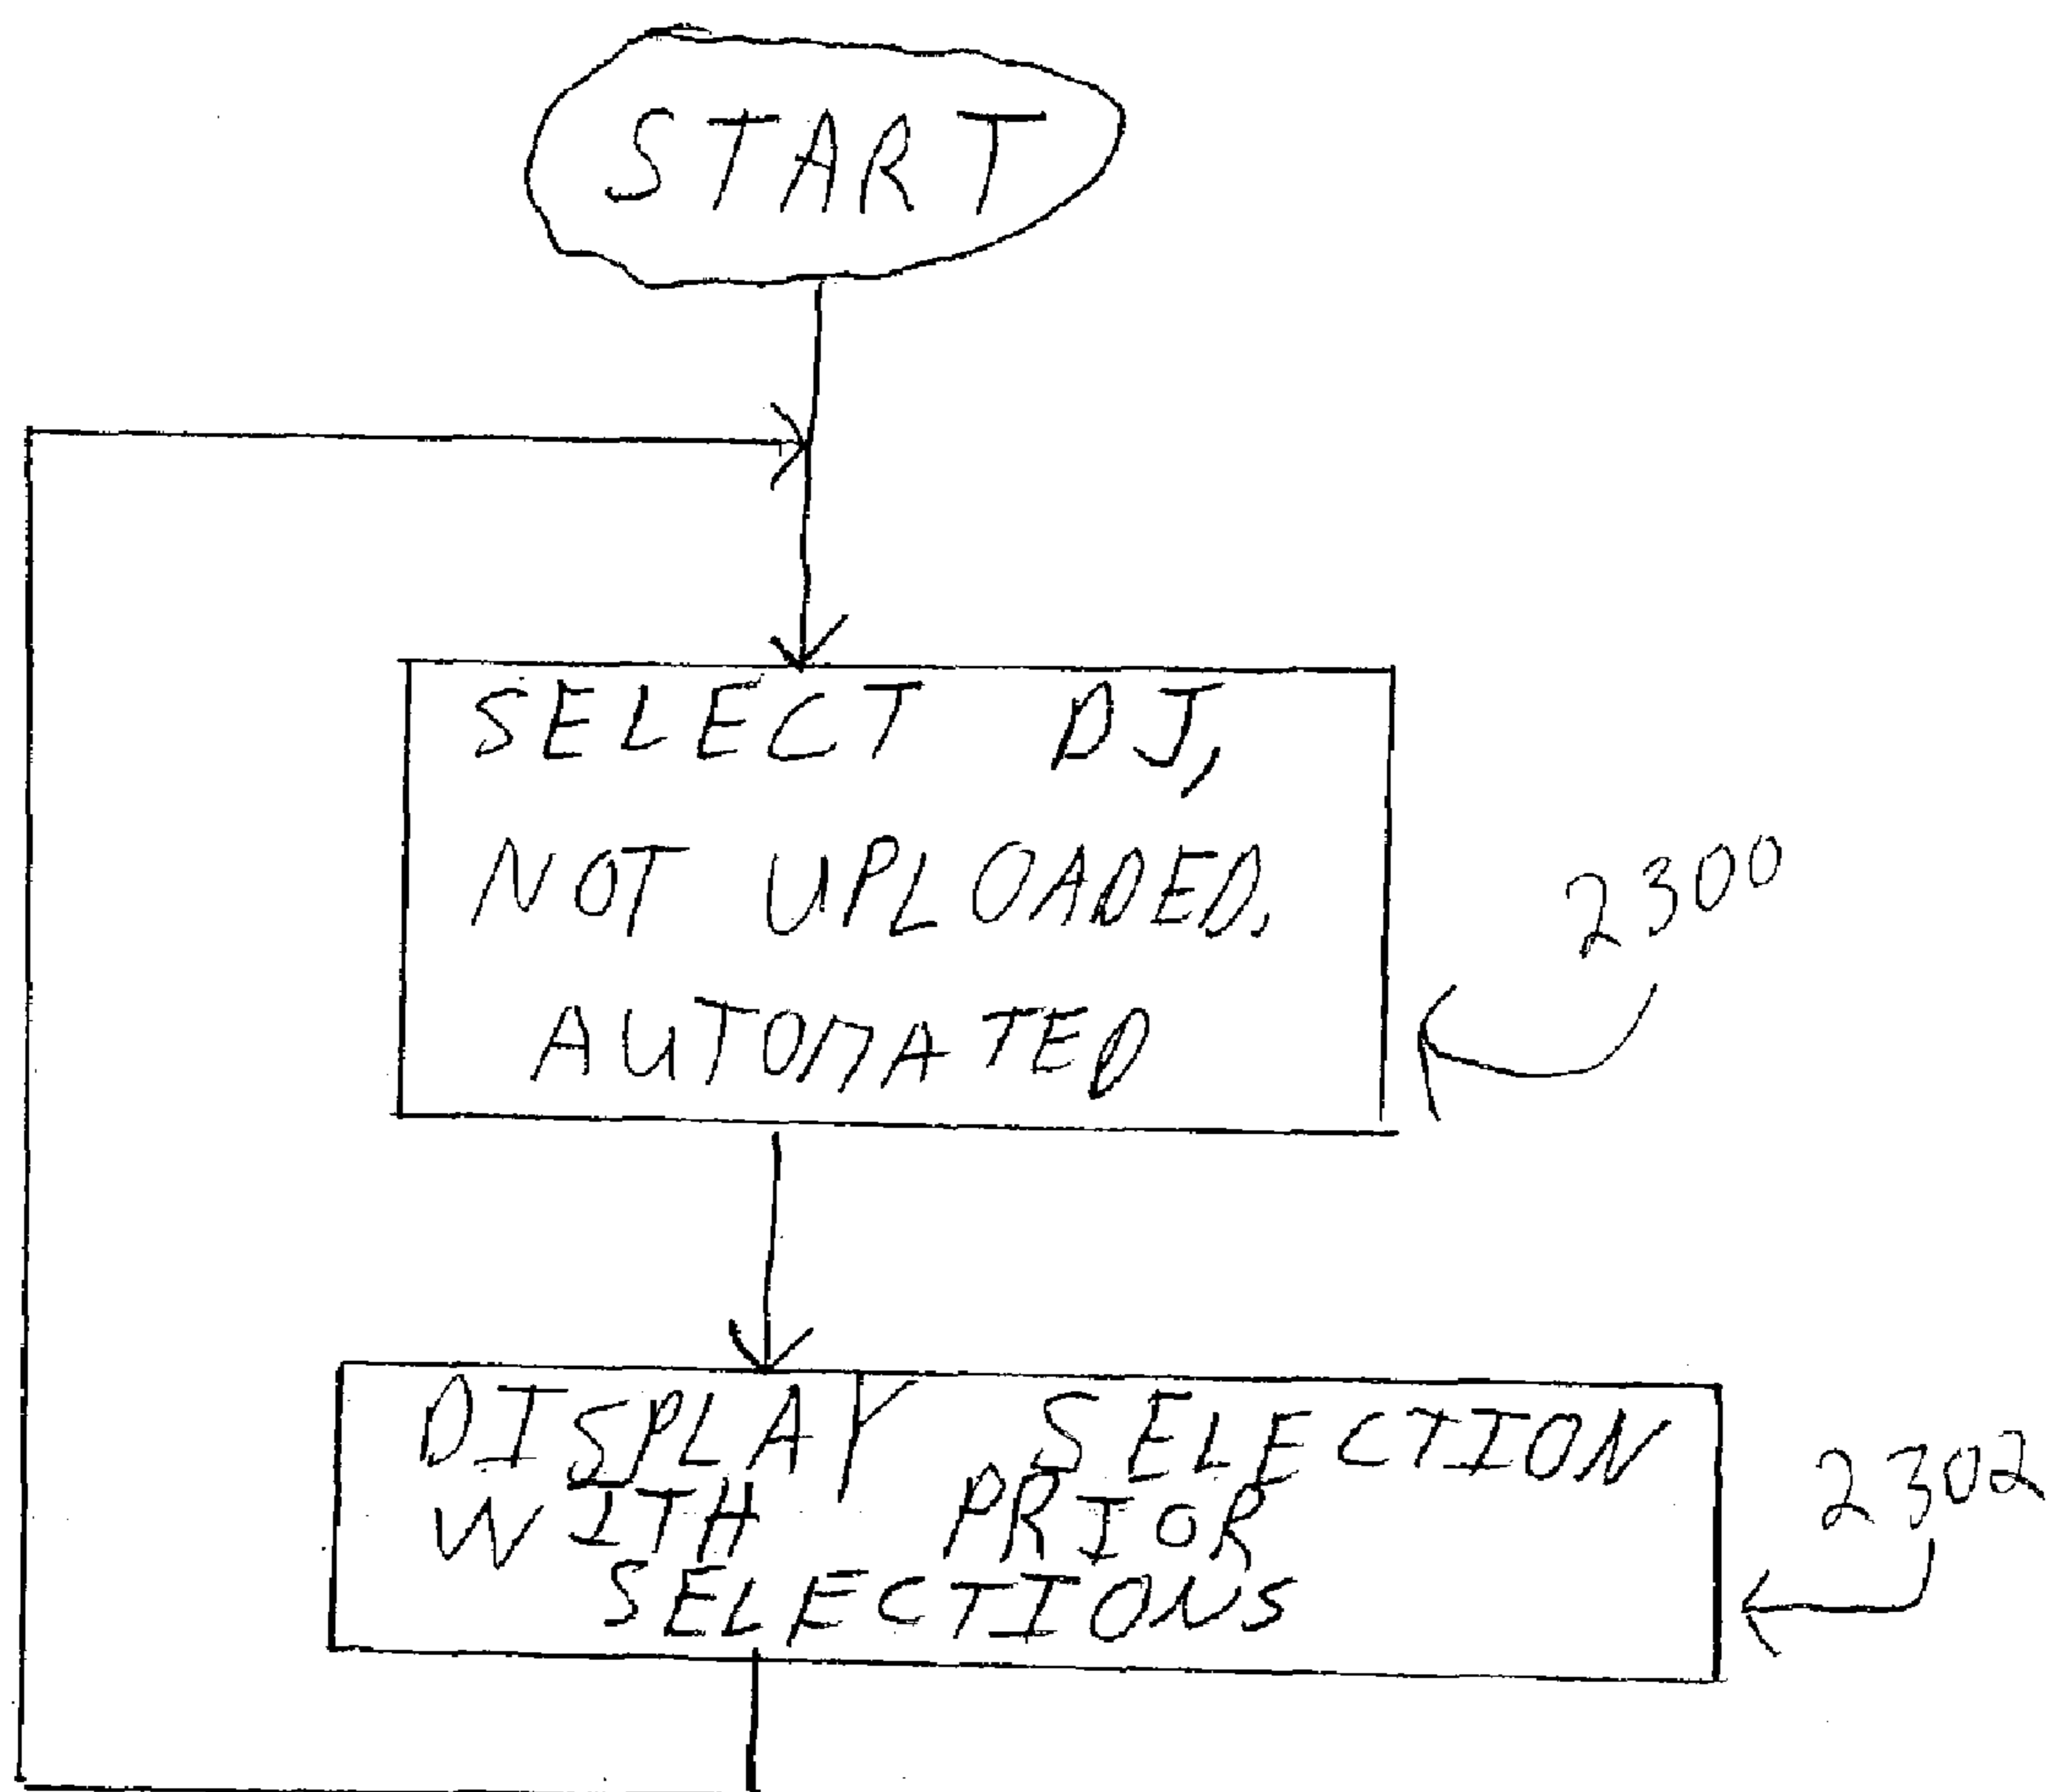 START
SELECT DJ,
NOT UPLOADED.
AUTOMATED
2300
DISPLAY SELECTION
WITH PRIOR
SELECTIONS
2302